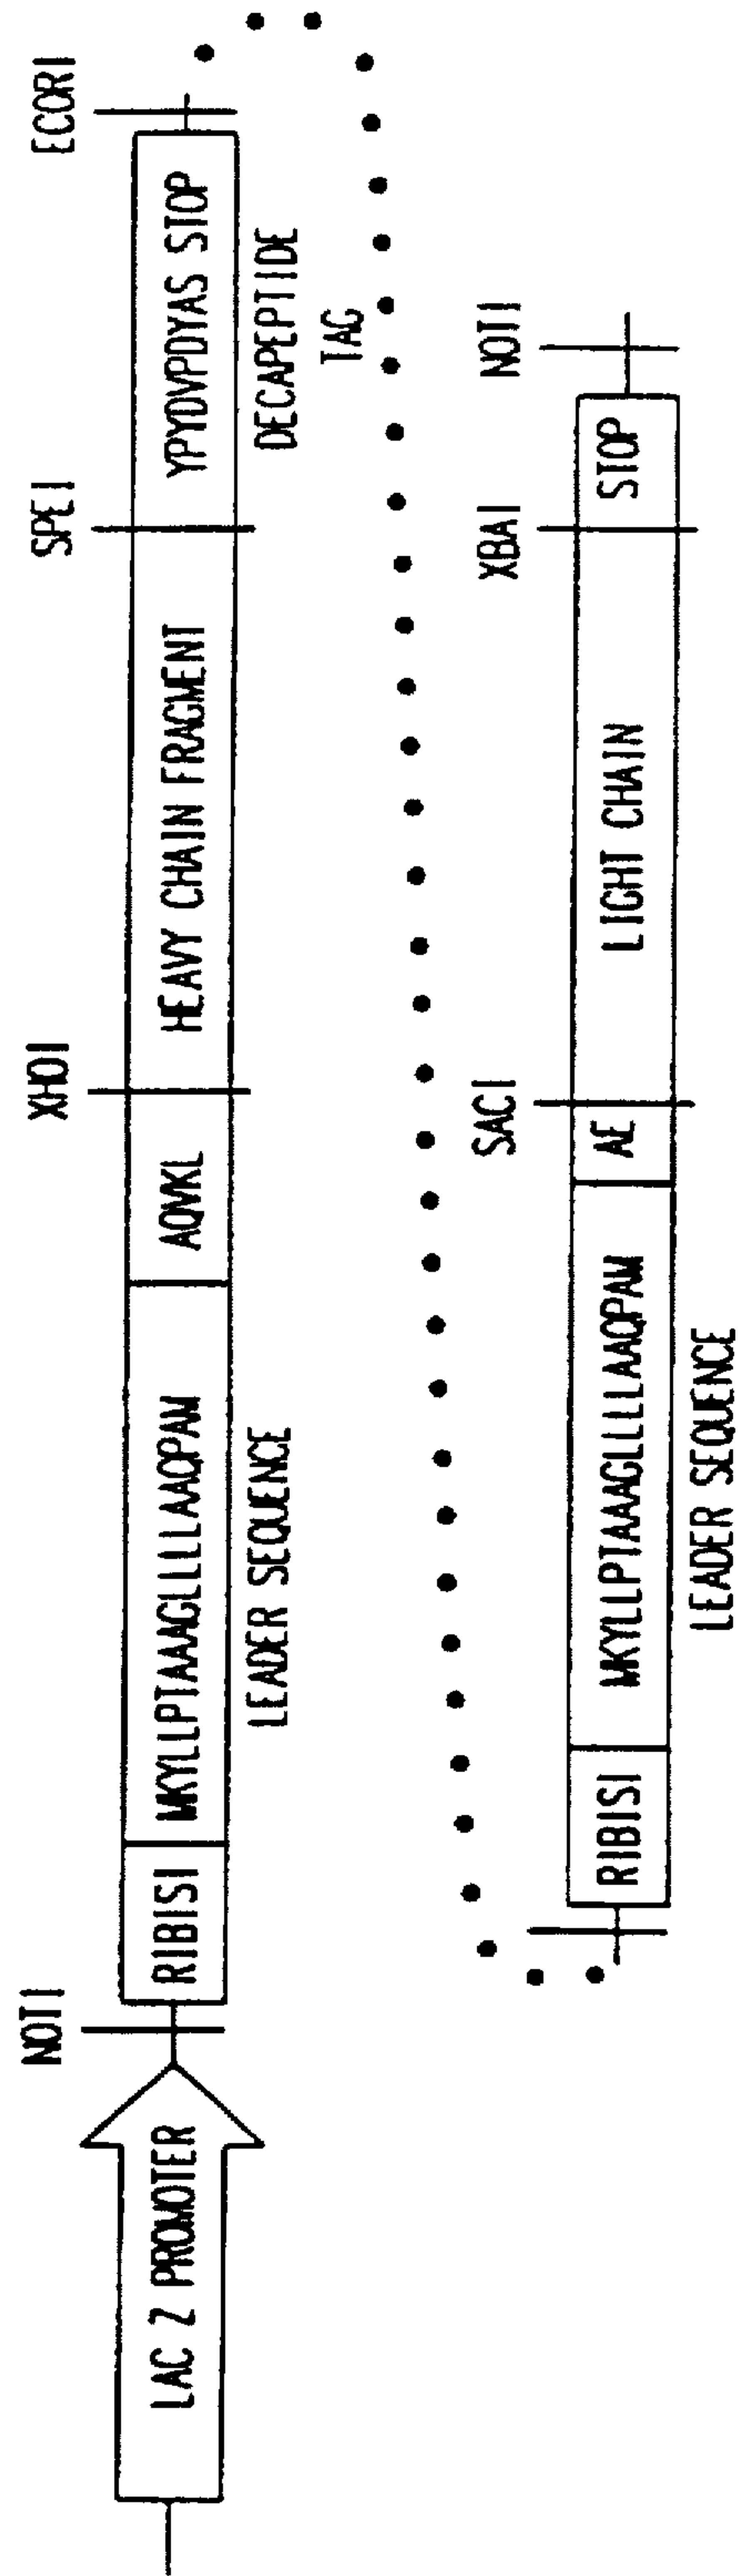 NOTI
XHOI
SPEI
ECORI
LAC Z PROMOTER
RIBISI
MKYLLPTAAAGLLLLAAQPAM
AQVKL
HEAVY CHAIN FRAGMENT
YPYDVPDYAS STOP
LEADER SEQUENCE
DECAPEPTIDE
TAG
SACI
XBAI
NOTI
RIBISI
MKYLLPTAAAGLLLLAAQPAM
AE
LIGHT CHAIN
STOP
LEADER SEQUENCE